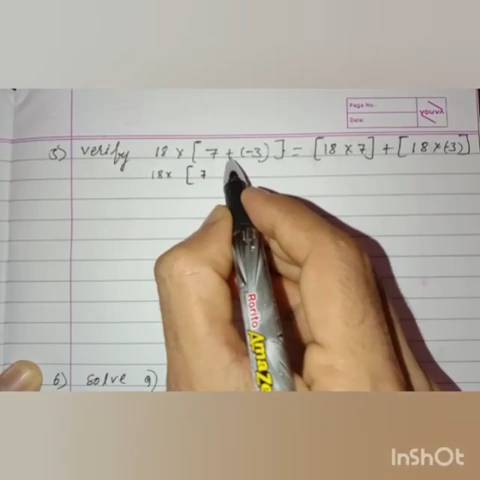 Page No.:
Date:
YOUVA
5) verify 18 × [ 7 + (-3) ] = [ 18 × 7 ] + [ 18 × (-3) ]
18 × [ 7
Rorito
AmaZe
6) solve a)
InShOt